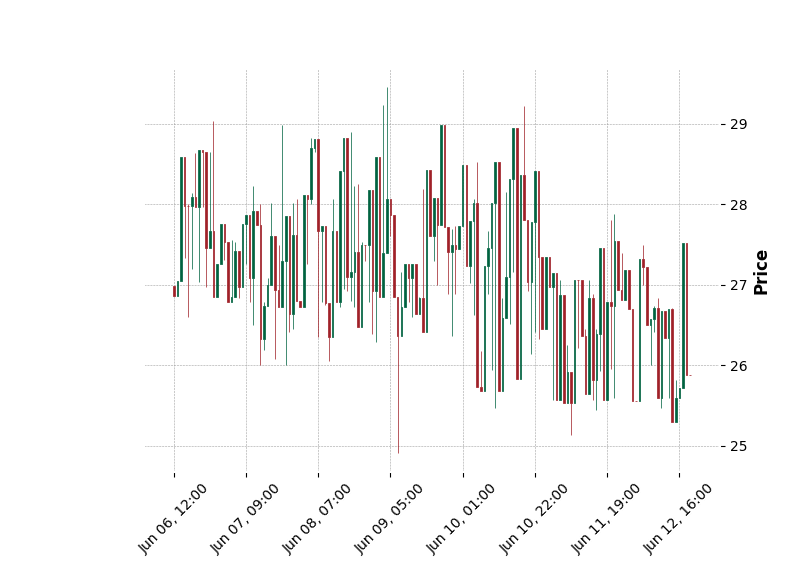 29
28
27
26
25
Price
Jun 06, 12:00
Jun 07, 09:00
Jun 08, 07:00
Jun 09, 05:00
Jun 10, 01:00
Jun 10, 22:00
Jun 11, 19:00
Jun 12, 16:00